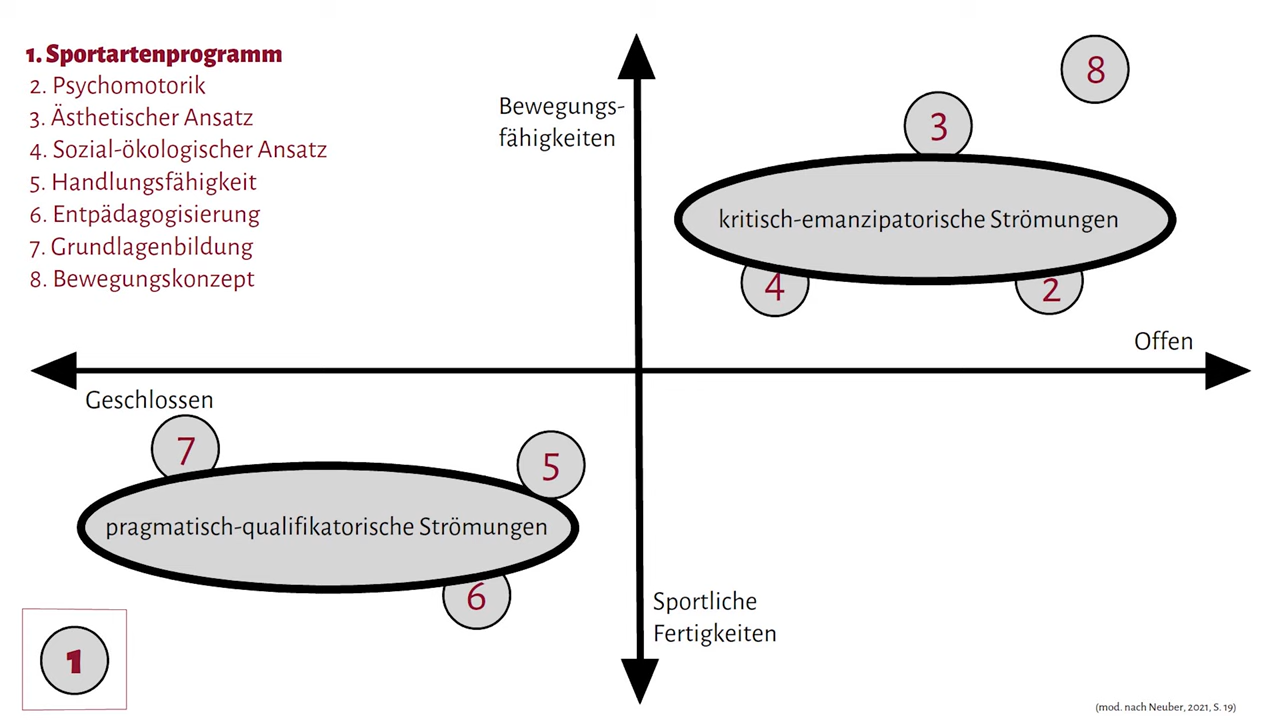 1. Sportartenprogramm
2. Psychomotorik
3. Ästhetischer Ansatz
4. Sozial-ökologischer Ansatz
5. Handlungsfähigkeit
6. Entpädagogisierung
7. Grundlagenbildung
8. Bewegungskonzept
Bewegungs-
fähigkeiten
8
3
kritisch-emanzipatorische Strömungen
4
2
Offen
Geschlossen
7
5
pragmatisch-qualifikatorische Strömungen
6
1
Sportliche
Fertigkeiten
(mod. nach Neuber, 2021, S. 19)